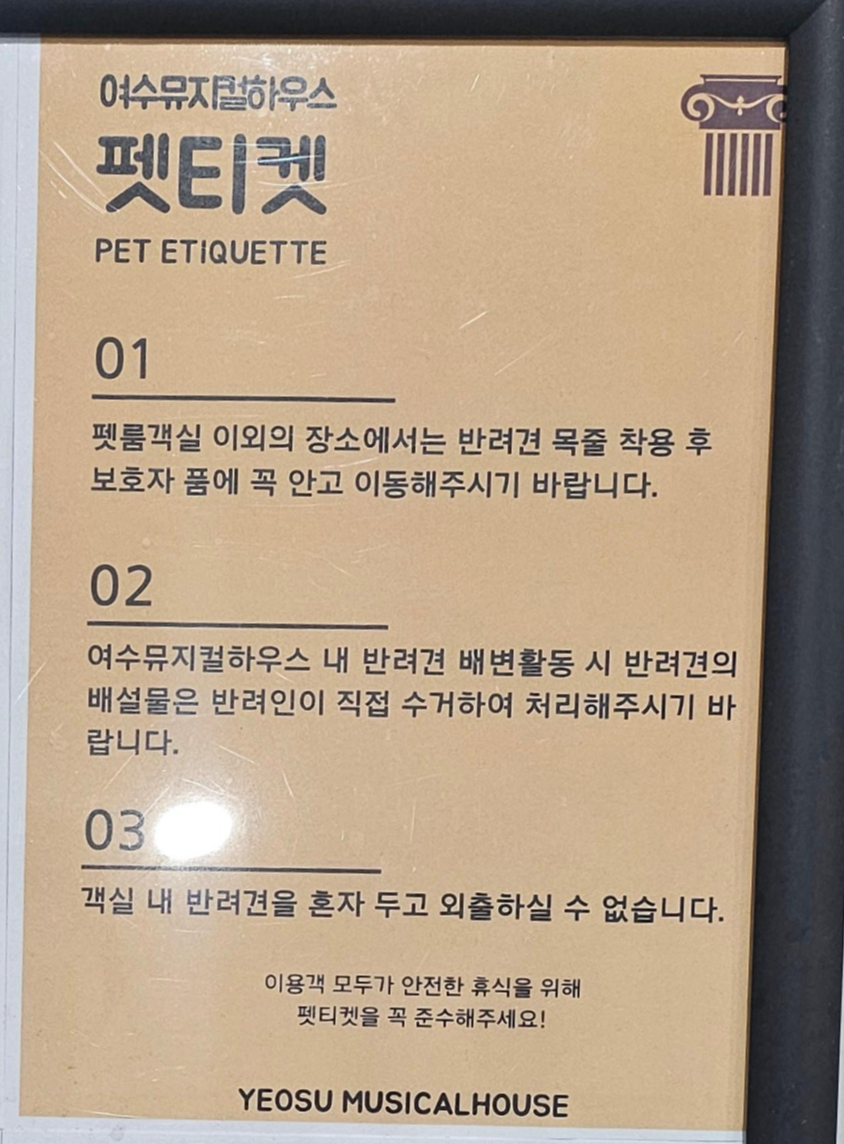 여수뮤지컬하우스
펫티켓
PET ETIQUETTE
01
펫룸객실 이외의 장소에서는 반려견 목줄 착용 후
보호자 품에 꼭 안고 이동해주시기 바랍니다.
02
여수뮤지컬하우스 내 반려견 배변활동 시 반려견의
배설물은 반려인이 직접 수거하여 처리해주시기 바
랍니다.
03
객실 내 반려견을 혼자 두고 외출하실 수 없습니다.
이용객 모두가 안전한 휴식을 위해
펫티켓을 꼭 준수해주세요!
YEOSU MUSICALHOUSE